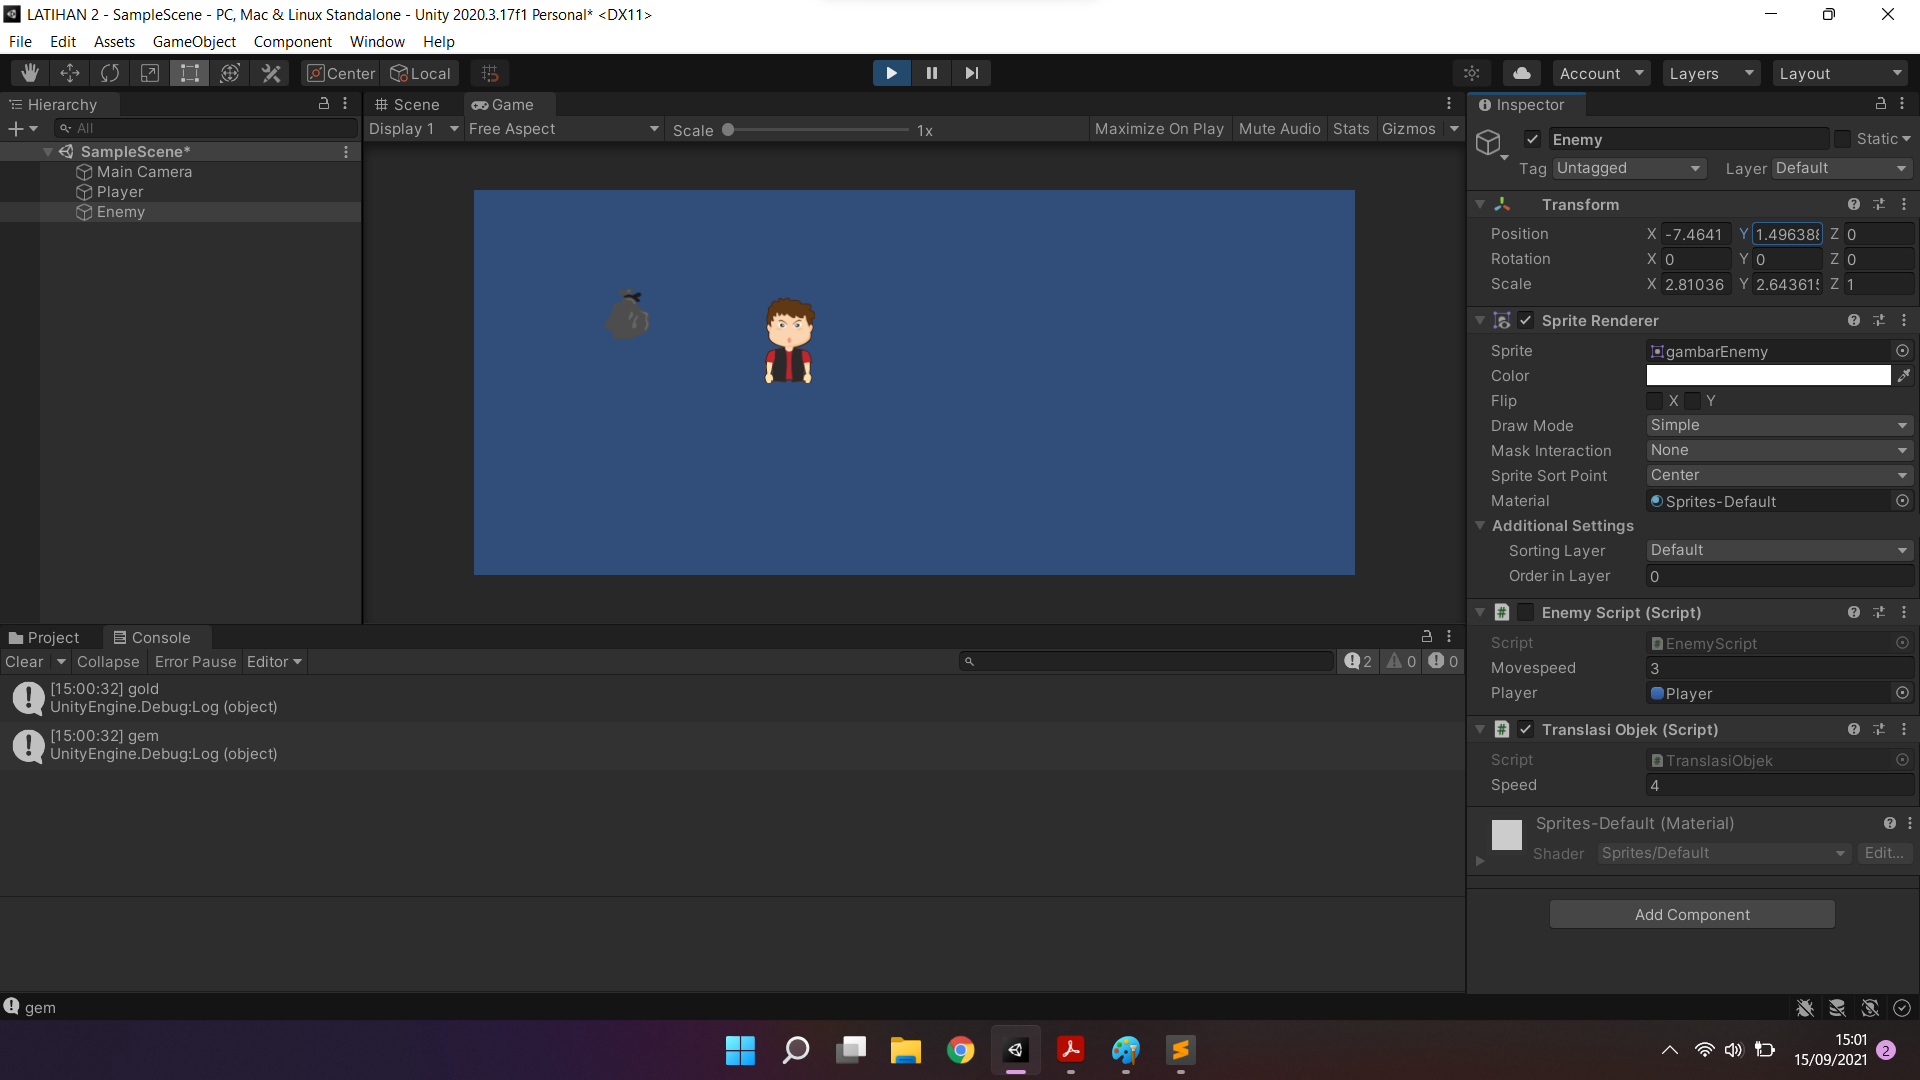 LATIHAN 2 - SampleScene - PC, Mac & Linux Standalone - Unity 2020.3.17f1 Personal* <DX11>
File Edit Assets GameObject Component Window Help
Center Local
Account Layers Layout
Hierarchy
All
SampleScene*
Main Camera
Player
Enemy
Scene Game
Display 1 Free Aspect Scale 1x Maximize On Play Mute Audio Stats Gizmos
Inspector
Enemy Static
Tag Untagged Layer Default
Transform
Position X -7.4641 Y 1.496388 Z 0
Rotation X 0 Y 0 Z 0
Scale X 2.81036 Y 2.643615 Z 1
Sprite Renderer
Sprite gambarEnemy
Color
Flip X Y
Draw Mode Simple
Mask Interaction None
Sprite Sort Point Center
Material Sprites-Default
Additional Settings
Sorting Layer Default
Order in Layer 0
Enemy Script (Script)
Script EnemyScript
Movespeed 3
Player Player
Translasi Objek (Script)
Script TranslasiObjek
Speed 4
Sprites-Default (Material)
Shader Sprites/Default Edit...
Add Component
Project Console
Clear Collapse Error Pause Editor 2 0 0
[15:00:32] gold
UnityEngine.Debug:Log (object)
[15:00:32] gem
UnityEngine.Debug:Log (object)
gem
15:01
15/09/2021 2